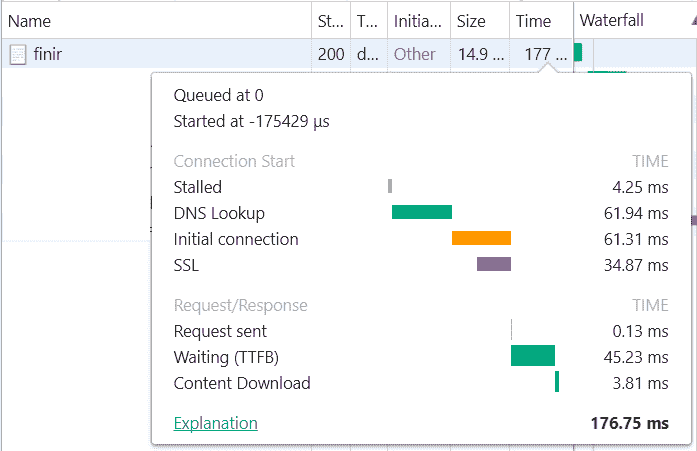 Name St... T... Initia... Size Time Waterfall
finir 200 d... Other 14.9 ... 177 ...
Queued at 0
Started at -175429 μs
Connection Start TIME
Stalled 4.25 ms
DNS Lookup 61.94 ms
Initial connection 61.31 ms
SSL 34.87 ms
Request/Response TIME
Request sent 0.13 ms
Waiting (TTFB) 45.23 ms
Content Download 3.81 ms
Explanation 176.75 ms